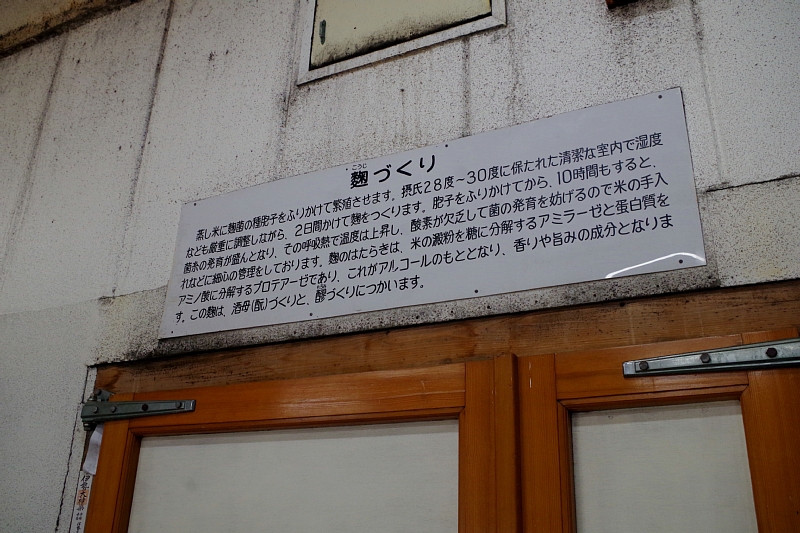 こうじ
麴づくり
蒸し米に麹菌の種胞子をふりかけて繁殖させます。摂氏28度～30度に保たれた清潔な室内で湿度
なども厳重に調整しながら、2日間かけて麹をつくります。胞子をふりかけてから、10時間もすると、
菌糸の発育が盛んとなり、その呼吸熱で温度は上昇し、酸素が欠乏して菌の発育を妨げるので米の手入
れなどに細心の管理をしております。麹のはたらきは、米の澱粉を糖に分解するアミラーゼと蛋白質を
アミノ酸に分解するプロテアーゼであり、これがアルコールのもととなり、香りや旨みの成分となりま
す。この麹は、酒母(酛)づくりと、醪づくりにつかいます。